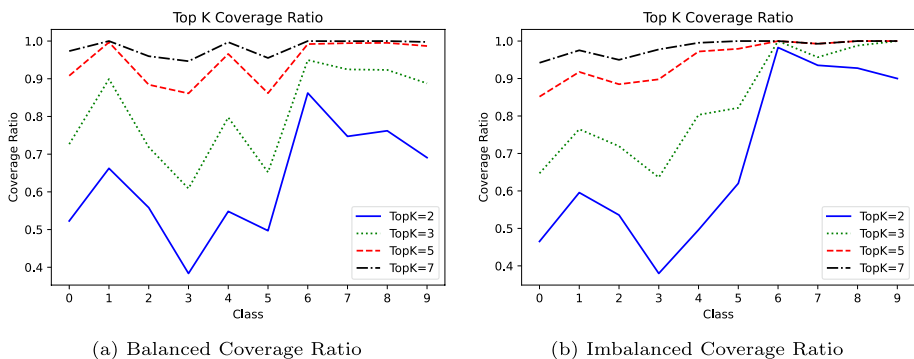 Top K Coverage Ratio
Coverage Ratio
1.0
0.9
0.8
0.7
0.6
0.5
0.4
TopK=2
TopK=3
TopK=5
TopK=7
0 1 2 3 4 5 6 7 8 9
Class
(a) Balanced Coverage Ratio
Top K Coverage Ratio
Coverage Ratio
1.0
0.9
0.8
0.7
0.6
0.5
0.4
TopK=2
TopK=3
TopK=5
TopK=7
0 1 2 3 4 5 6 7 8 9
Class
(b) Imbalanced Coverage Ratio